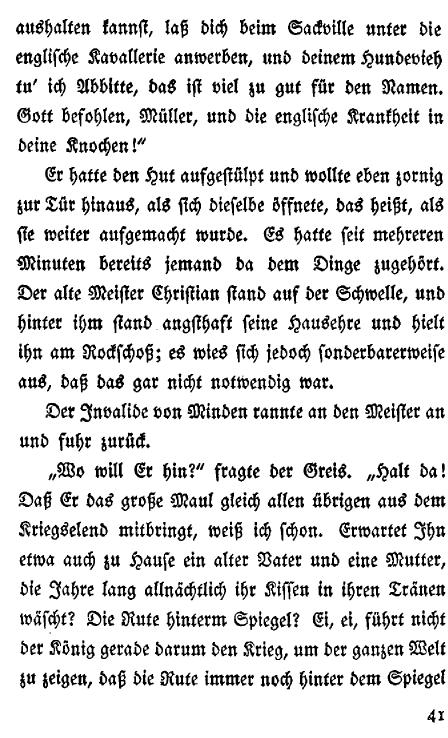 aushalten kannst, laß dich beim Sackville unter die
englische Kavallerie anwerben, und deinem Hundevieh
tu' ich Abbitte, das ist viel zu gut für den Namen.
Gott befohlen, Müller, und die englische Krankheit in
deine Knochen!“
Er hatte den Hut aufgestülpt und wollte eben zornig
zur Tür hinaus, als sich dieselbe öffnete, das heißt, als
sie weiter aufgemacht wurde. Es hatte seit mehreren
Minuten bereits jemand da dem Dinge zugehört.
Der alte Meister Christian stand auf der Schwelle, und
hinter ihm stand angsthaft seine Hausehre und hielt
ihn am Rockschoß; es wies sich jedoch sonderbarerweise
aus, daß das gar nicht notwendig war.
Der Invalide von Minden rannte an den Meister an
und fuhr zurück.
„Wo will Er hin?“ fragte der Greis. „Halt da!
Daß Er das große Maul gleich allen übrigen aus dem
Kriegselend mitbringt, weiß ich schon. Erwartet Ihn
etwa auch zu Hause ein alter Vater und eine Mutter,
die Jahre lang allnächtlich ihr Kissen in ihren Tränen
wäscht? Die Rute hinterm Spiegel? Ei, ei, führt nicht
der König gerade darum den Krieg, um der ganzen Welt
zu zeigen, daß die Rute immer noch hinter dem Spiegel
41